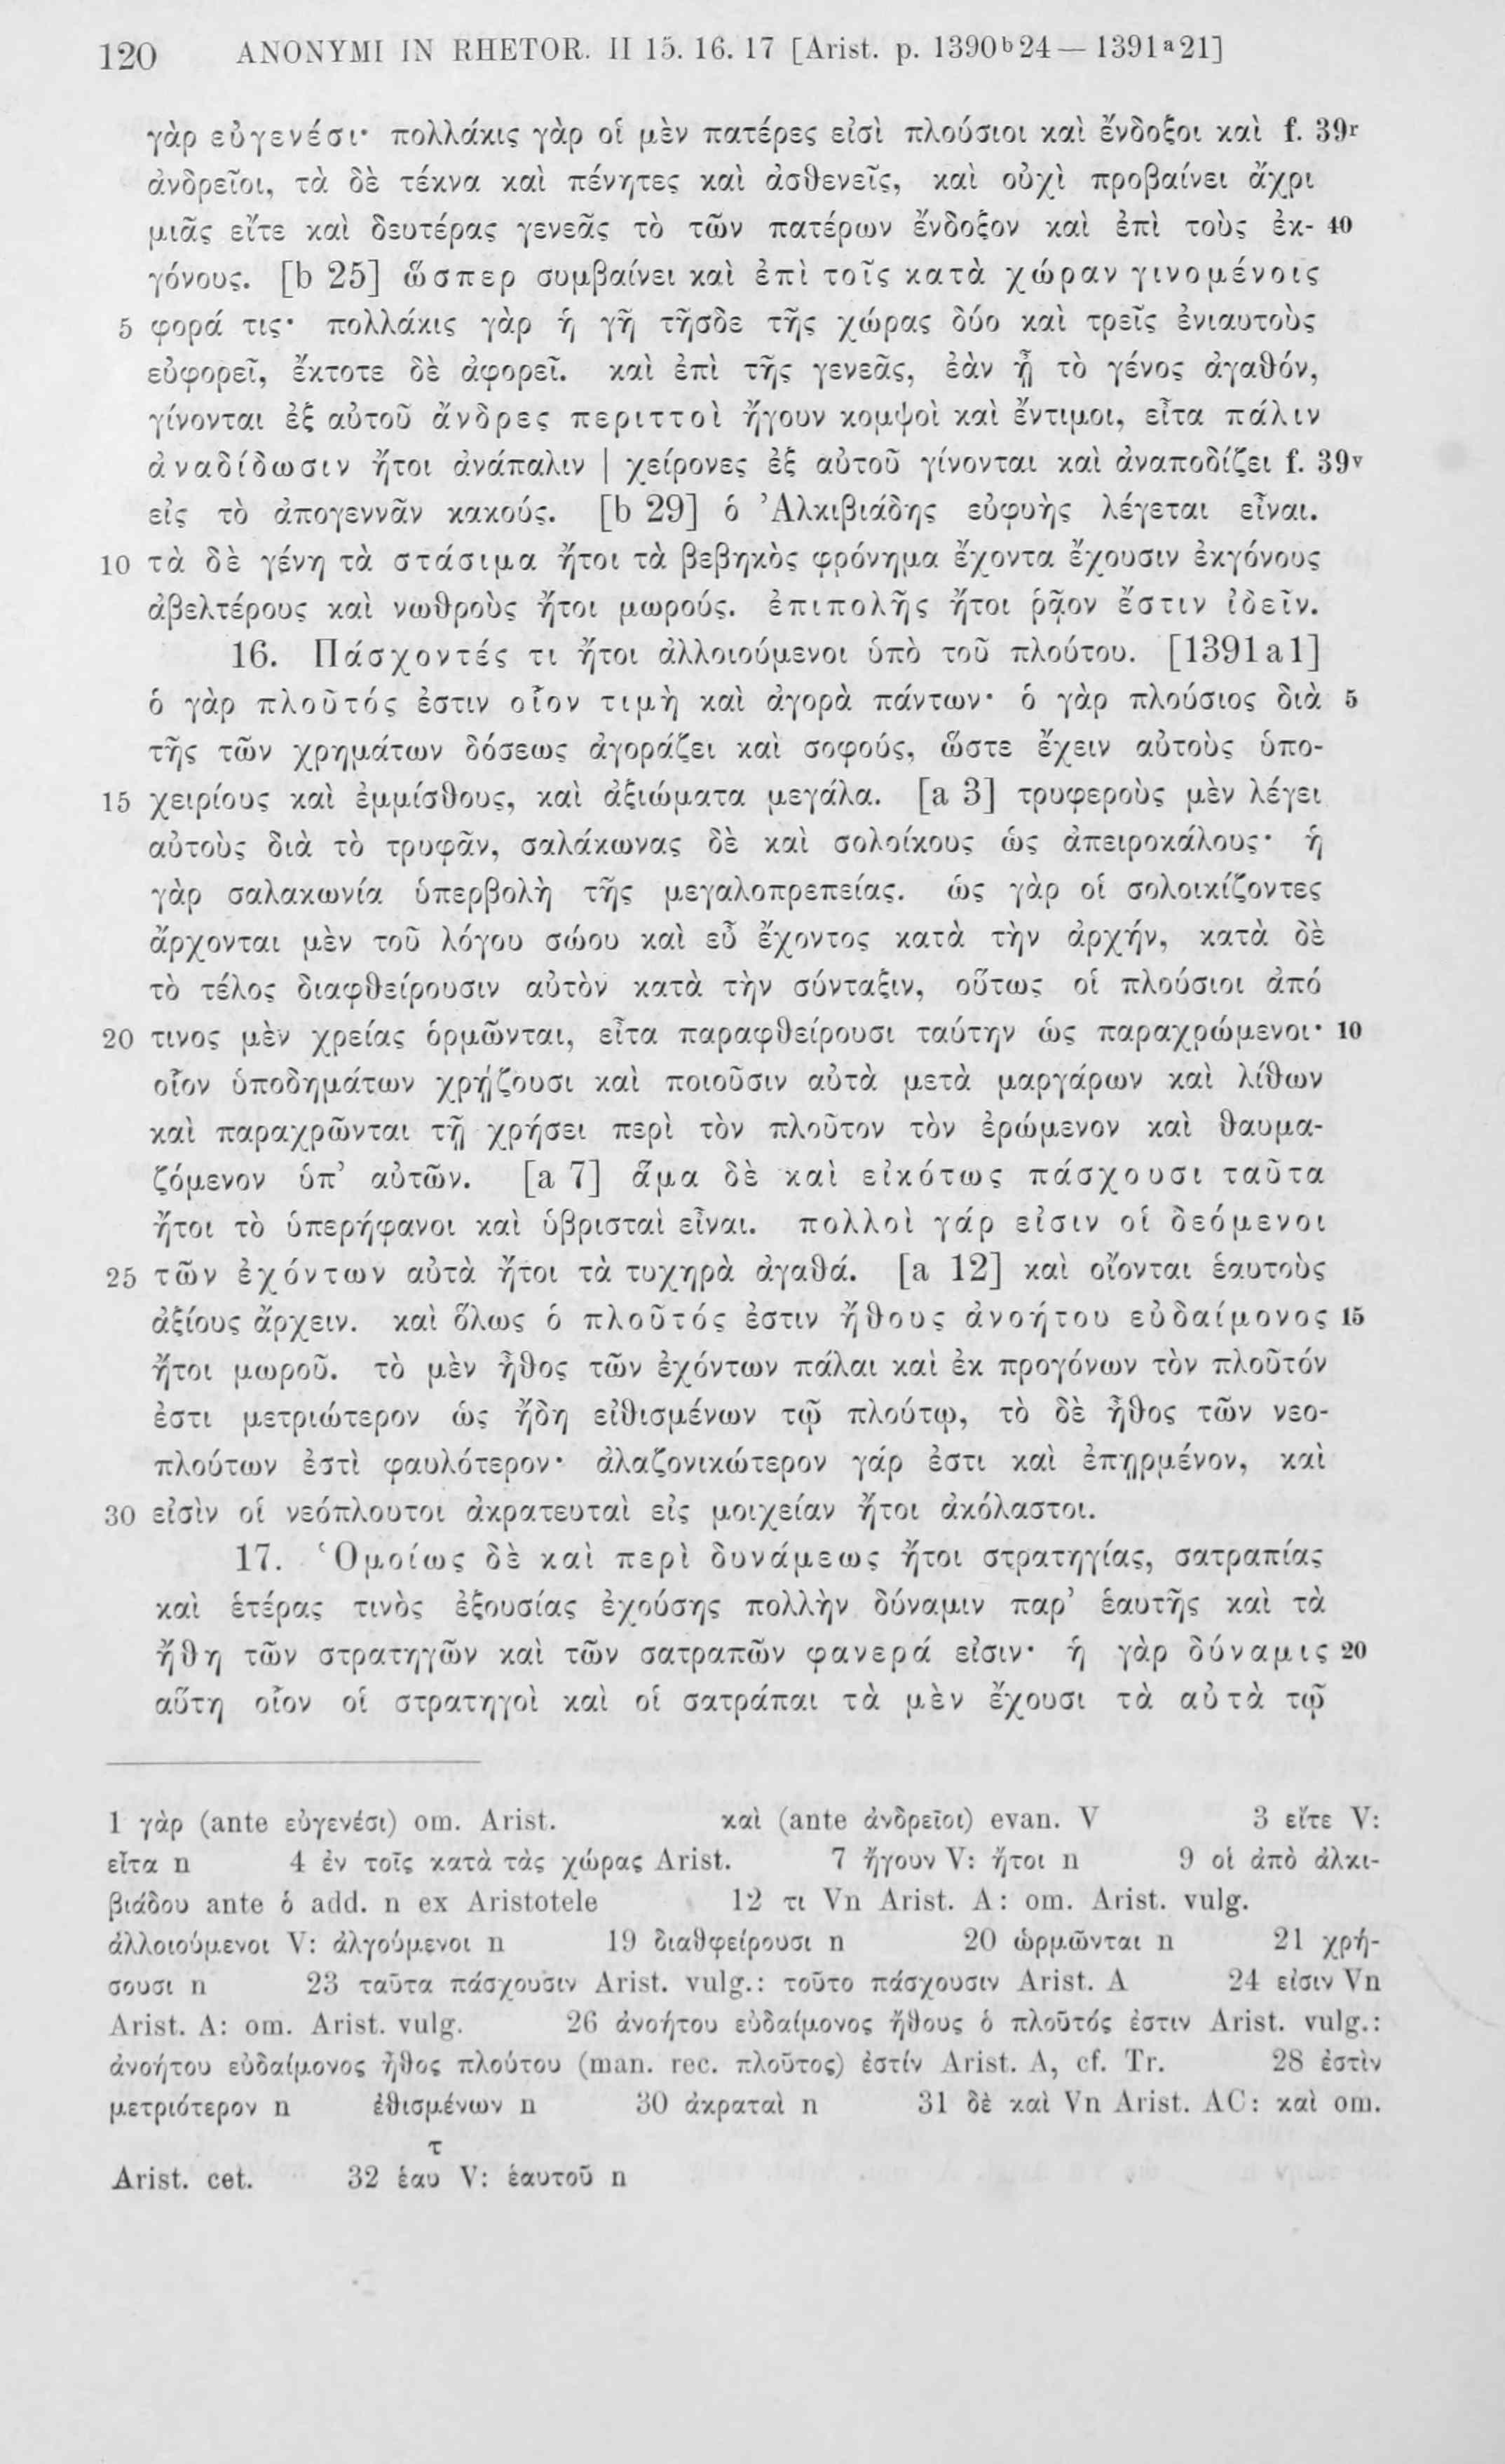 120 ANONYMI IN RHETOR. II 15. 16. 17 [Arist. p. 1390ᵇ24 — 1391ᵃ21]
γὰρ εὐγενέσι· πολλάκις γὰρ οἱ μὲν πατέρες εἰσὶ πλούσιοι καὶ ἔνδοξοι καὶ f. 39ʳ
ἀνδρεῖοι, τὰ δὲ τέκνα καὶ πένητες καὶ ἀσθενεῖς, καὶ οὐχὶ προβαίνει ἄχρι
μιᾶς εἴτε καὶ δευτέρας γενεᾶς τὸ τῶν πατέρων ἔνδοξον καὶ ἐπὶ τοὺς ἐκ- 40
γόνους. [b 25] ὥσπερ συμβαίνει καὶ ἐπὶ τοῖς κατὰ χώραν γινομένοις
5 φορά τις· πολλάκις γὰρ ἡ γῆ τῆσδε τῆς χώρας δύο καὶ τρεῖς ἐνιαυτοὺς
εὐφορεῖ, ἔκτοτε δὲ ἀφορεῖ. καὶ ἐπὶ τῆς γενεᾶς, ἐὰν ᾖ τὸ γένος ἀγαθόν,
γίνονται ἐξ αὐτοῦ ἄνδρες περιττοὶ ἤγουν κομψοὶ καὶ ἔντιμοι, εἶτα πάλιν
ἀναδίδωσιν ἤτοι ἀνάπαλιν | χείρονες ἐξ αὐτοῦ γίνονται καὶ ἀναποδίζει f. 39ᵛ
εἰς τὸ ἀπογεννᾶν κακούς. [b 29] ὁ Ἀλκιβιάδης εὐφυὴς λέγεται εἶναι.
10 τὰ δὲ γένη τὰ στάσιμα ἤτοι τὰ βεβηκὸς φρόνημα ἔχοντα ἔχουσιν ἐκγόνους
ἀβελτέρους καὶ νωθροὺς ἤτοι μωρούς. ἐπιπολῆς ἤτοι ῥᾷον ἔστιν ἰδεῖν.
16. Πάσχοντές τι ἤτοι ἀλλοιούμενοι ὑπὸ τοῦ πλούτου. [1391 a 1]
ὁ γὰρ πλοῦτός ἐστιν οἷον τιμὴ καὶ ἀγορὰ πάντων· ὁ γὰρ πλούσιος διὰ 5
τῆς τῶν χρημάτων δόσεως ἀγοράζει καὶ σοφούς, ὥστε ἔχειν αὐτοὺς ὑπο-
15 χειρίους καὶ ἐμμίσθους, καὶ ἀξιώματα μεγάλα. [a 3] τρυφεροὺς μὲν λέγει
αὐτοὺς διὰ τὸ τρυφᾶν, σαλάκωνας δὲ καὶ σολοίκους ὡς ἀπειροκάλους· ἡ
γὰρ σαλακωνία ὑπερβολὴ τῆς μεγαλοπρεπείας. ὡς γὰρ οἱ σολοικίζοντες
ἄρχονται μὲν τοῦ λόγου σώου καὶ εὖ ἔχοντος κατὰ τὴν ἀρχήν, κατὰ δὲ
τὸ τέλος διαφθείρουσιν αὐτὸν κατὰ τὴν σύνταξιν, οὕτως οἱ πλούσιοι ἀπό
20 τινος μὲν χρείας ὁρμῶνται, εἶτα παραφθείρουσι ταύτην ὡς παραχρώμενοι· 10
οἷον ὑποδημάτων χρῄζουσι καὶ ποιοῦσιν αὐτὰ μετὰ μαργάρων καὶ λίθων
καὶ παραχρῶνται τῇ χρήσει περὶ τὸν πλοῦτον τὸν ἐρώμενον καὶ θαυμα-
ζόμενον ὑπ’ αὐτῶν. [a 7] ἅμα δὲ καὶ εἰκότως πάσχουσι ταῦτα
ἤτοι τὸ ὑπερήφανοι καὶ ὑβρισταὶ εἶναι. πολλοὶ γάρ εἰσιν οἱ δεόμενοι
25 τῶν ἐχόντων αὐτὰ ἤτοι τὰ τυχηρὰ ἀγαθά. [a 12] καὶ οἴονται ἑαυτοὺς
ἀξίους ἄρχειν. καὶ ὅλως ὁ πλοῦτός ἐστιν ἤθους ἀνοήτου εὐδαίμονος 15
ἤτοι μωροῦ. τὸ μὲν ἦθος τῶν ἐχόντων πάλαι καὶ ἐκ προγόνων τὸν πλοῦτόν
ἐστι μετριώτερον ὡς ἤδη εἰθισμένων τῷ πλούτῳ, τὸ δὲ ἦθος τῶν νεο-
πλούτων ἐστὶ φαυλότερον· ἀλαζονικώτερον γάρ ἐστι καὶ ἐπῃρμένον, καὶ
30 εἰσὶν οἱ νεόπλουτοι ἀκρατευταὶ εἰς μοιχείαν ἤτοι ἀκόλαστοι.
17. Ὁμοίως δὲ καὶ περὶ δυνάμεως ἤτοι στρατηγίας, σατραπίας
καὶ ἑτέρας τινὸς ἐξουσίας ἐχούσης πολλὴν δύναμιν παρ’ ἑαυτῆς καὶ τὰ
ἤθη τῶν στρατηγῶν καὶ τῶν σατραπῶν φανερά εἰσιν· ἡ γὰρ δύναμις 20
αὕτη οἷον οἱ στρατηγοὶ καὶ οἱ σατράπαι τὰ μὲν ἔχουσι τὰ αὐτὰ τῷ
1 γὰρ (ante εὐγενέσι) om. Arist. καὶ (ante ἀνδρεῖοι) evan. V 3 εἴτε V:
εἶτα n 4 ἐν τοῖς κατὰ τὰς χώρας Arist. 7 ἤγουν V: ἤτοι n 9 οἱ ἀπὸ ἀλκι-
βιάδου ante ὁ add. n ex Aristotele 12 τι Vn Arist. A: om. Arist. vulg.
ἀλλοιούμενοι V: ἀλγούμενοι n 19 διαθφείρουσι n 20 ὡρμῶνται n 21 χρή-
σουσι n 23 ταῦτα πάσχουσιν Arist. vulg.: τοῦτο πάσχουσιν Arist. A 24 εἰσιν Vn
Arist. A: om. Arist. vulg. 26 ἀνοήτου εὐδαίμονος ἤθους ὁ πλοῦτός ἐστιν Arist. vulg.:
ἀνοήτου εὐδαίμονος ἦθος πλούτου (man. rec. πλοῦτος) ἐστίν Arist. A, cf. Tr. 28 ἐστὶν
μετριότερον n ἐθισμένων n 30 ἀκραταὶ n 31 δὲ καὶ Vn Arist. AC: καὶ om.
τ
Arist. cet. 32 ἑαυ V: ἑαυτοῦ n